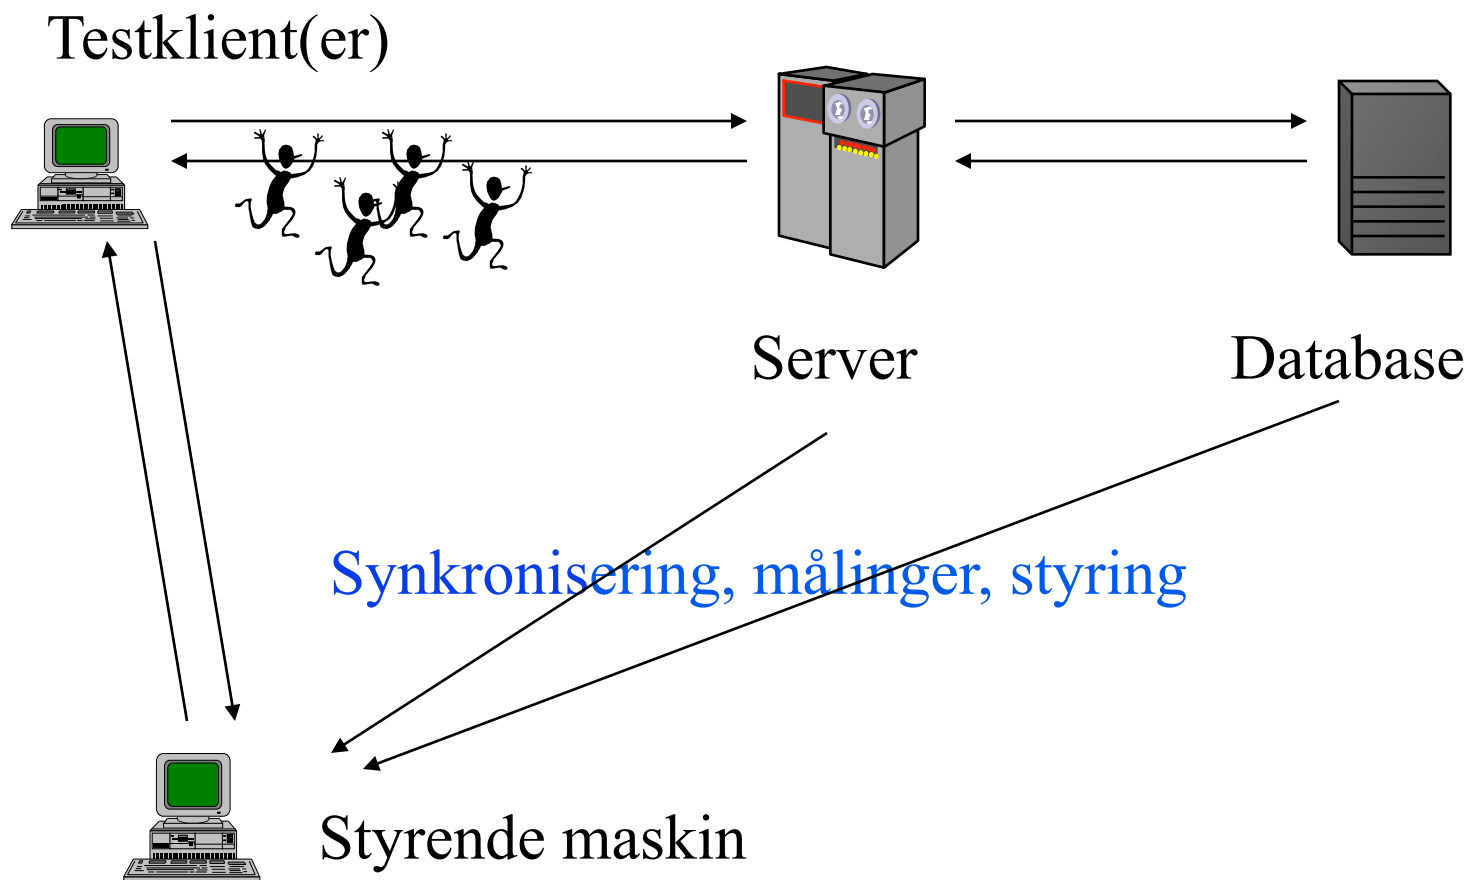 Testklient(er)
Server
Database
Synkronisering, målinger, styring
Styrende maskin